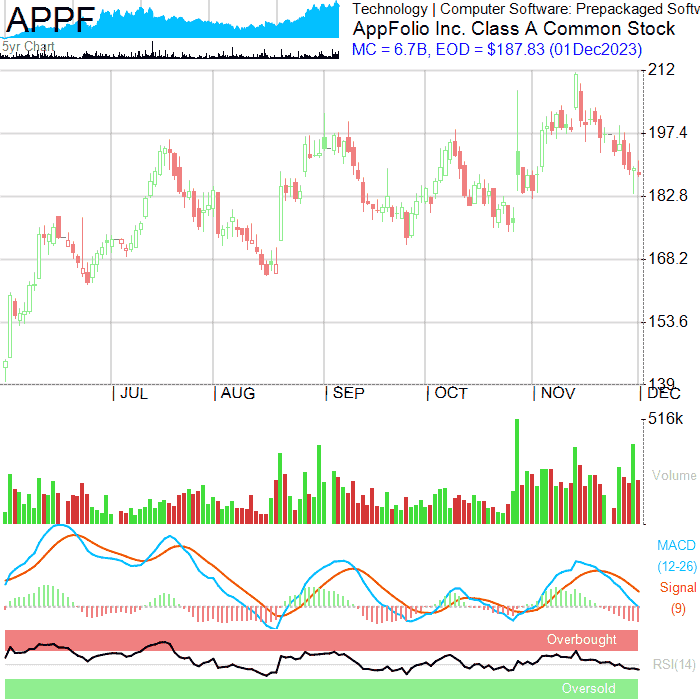 APPF
5yr Chart
Technology | Computer Software: Prepackaged Softw
AppFolio Inc. Class A Common Stock
MC = 6.7B, EOD = $187.83 (01Dec2023)
212
197.4
182.8
168.2
153.6
139
| JUL | AUG | SEP | OCT | NOV | DEC
516k
Volume
MACD
(12-26)
Signal
(9)
Overbought
RSI(14)
Oversold